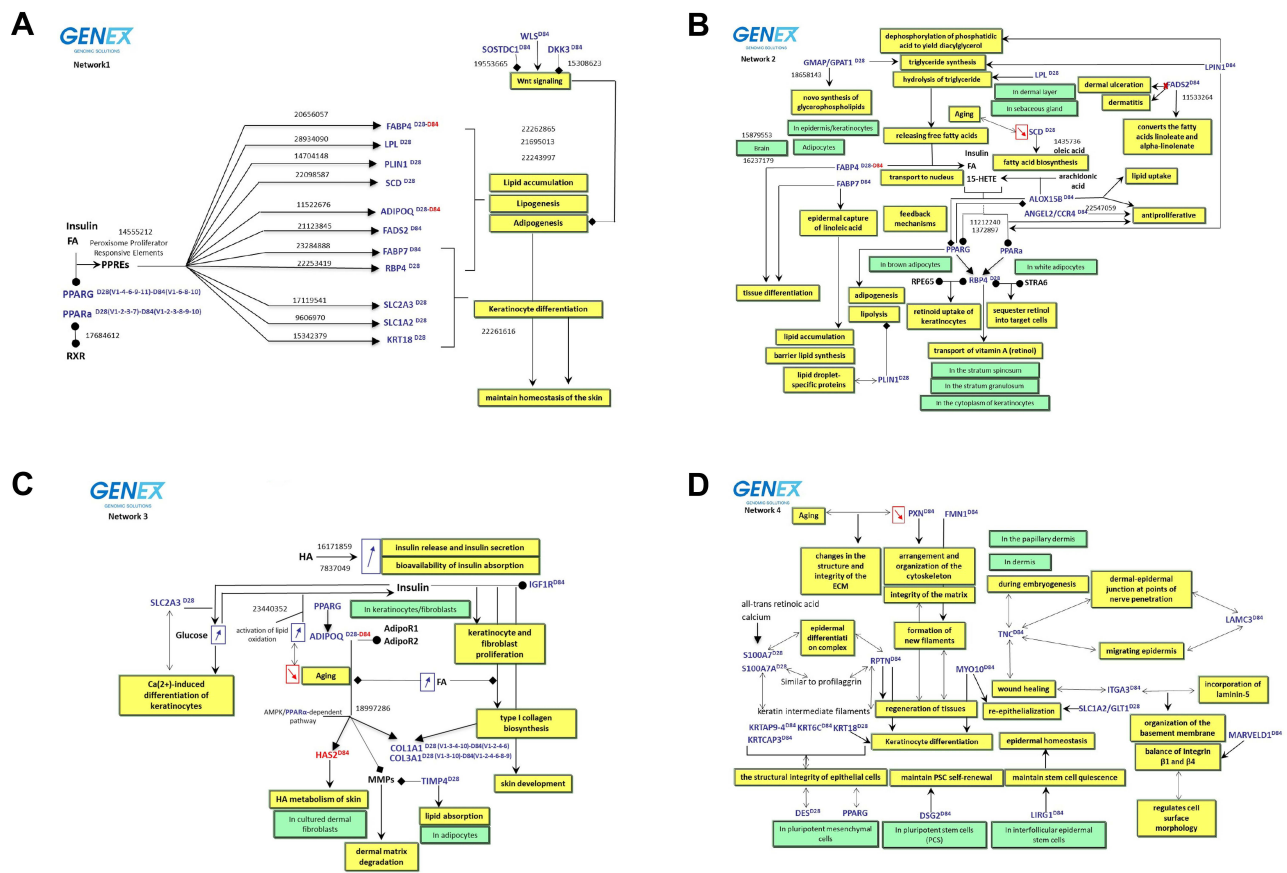 A
GENEX
GENOMIC SOLUTIONS
Network1
WLS D84
SOSTDC1 D84
DKK3 D84
19553665
15308623
Wnt signaling
20656057
FABP4 D28-D84
28934090
LPL D28
14704148
PLIN1 D28
22098587
SCD D28
11522676
ADIPOQ D28-D84
21123845
FADS2 D84
23284888
FABP7 D84
22253419
RBP4 D28
17119541
SLC2A3 D28
9606970
SLC1A2 D28
15342379
KRT18 D28
22262865
21695013
22243997
Lipid accumulation
Lipogenesis
Adipogenesis
Insulin
FA
14555212
Peroxisome Proliferator
Responsive Elements
PPREs
PPARG D28(V1-4-6-9-11)-D84(V1-6-8-10)
PPARa D28(V1-2-3-7)-D84(V1-2-3-8-9-10)
17684612
RXR
Keratinocyte differentiation
22261616
maintain homeostasis of the skin
B
GENEX
GENOMIC SOLUTIONS
Network 2
dephosphorylation of phosphatidic
acid to yield diacylglycerol
GMAP/GPAT1 D28
triglyceride synthesis
LPIN1 D84
18658143
hydrolysis of triglyceride
LPL D28
novo synthesis of
glycerophospholipids
In dermal layer
In sebaceous gland
dermal ulceration
dermatitis
FADS2 D84
11533264
converts the fatty
acids linoleate and
alpha-linolenate
Aging
SCD D28
1435736
oleic acid
fatty acid biosynthesis
In epidermis/keratinocytes
releasing free fatty acids
15879553
Brain
Adipocytes
16237179
FABP4 D28-D84
FABP7 D84
Insulin
FA
transport to nucleus
15-HETE
arachidonic
acid
lipid uptake
ALOX15B D84
ANGEL2/CCR4 D84
22547059
antiproliferative
epidermal capture
of linoleic acid
feedback
mechanisms
11212240
1372897
PPARG
PPARa
In brown adipocytes
In white adipocytes
RPE65
RBP4 D28
STRA6
tissue differentiation
adipogenesis
lipolysis
retinoid uptake of
keratinocytes
sequester retinol
into target cells
lipid accumulation
barrier lipid synthesis
lipid droplet-
specific proteins
PLIN1 D28
transport of vitamin A (retinol)
In the stratum spinosum
In the stratum granulosum
In the cytoplasm of keratinocytes
C
GENEX
GENOMIC SOLUTIONS
Network 3
HA
16171859
7837049
insulin release and insulin secretion
bioavailability of insulin absorption
Insulin
IGF1R D84
SLC2A3 D28
23440352
PPARG
In keratinocytes/fibroblasts
Glucose
activation of lipid
oxidation
ADIPOQ D28-D84
AdipoR1
AdipoR2
keratinocyte and
fibroblast
proliferation
Aging
FA
Ca(2+)-induced
differentiation of
keratinocytes
AMPK/PPARα-dependent
pathway
18997286
type I collagen
biosynthesis
HAS2 D84
COL1A1 D28 (V1-3-4-10)-D84(V1-2-4-6)
COL3A1 D28 (V1-3-10)-D84(V1-2-4-6-8-9)
MMPs
TIMP4 D28
skin development
HA metabolism of skin
In cultured dermal
fibroblasts
lipid absorption
In adipocytes
dermal matrix
degradation
D
GENEX
GENOMIC SOLUTIONS
Network 4
Aging
PXN D84
FMN1 D84
In the papillary dermis
In dermis
changes in the
structure and
integrity of the
ECM
arrangement and
organization of the
cytoskeleton
integrity of the matrix
during embryogenesis
dermal-epidermal
junction at points of
nerve penetration
all-trans retinoic acid
calcium
epidermal
differentiati
on complex
formation of
new filaments
TNC D84
LAMC3 D84
migrating epidermis
S100A7 D28
S100A7A D28
RPTN D84
Similar to profilaggrin
MYO10 D84
wound healing
ITGA3 D84
incorporation of
laminin-5
keratin intermediate filaments
regeneration of tissues
re-epithelialization
SLC1A2/GLT1 D28
KRTAP9-4 D84
KRT6C D84
KRT18 D28
KRTCAP3 D84
Keratinocyte differentiation
epidermal homeostasis
organization of the
basement membrane
MARVELD1 D84
balance of Integrin
β1 and β4
the structural integrity of epithelial cells
maintain PSC self-renewal
maintain stem cell quiescence
DES D28
PPARG
DSG2 D84
LIRG1 D84
regulates cell
surface
morphology
In pluripotent mesenchymal
cells
In pluripotent stem cells
(PCS)
In interfollicular epidermal
stem cells